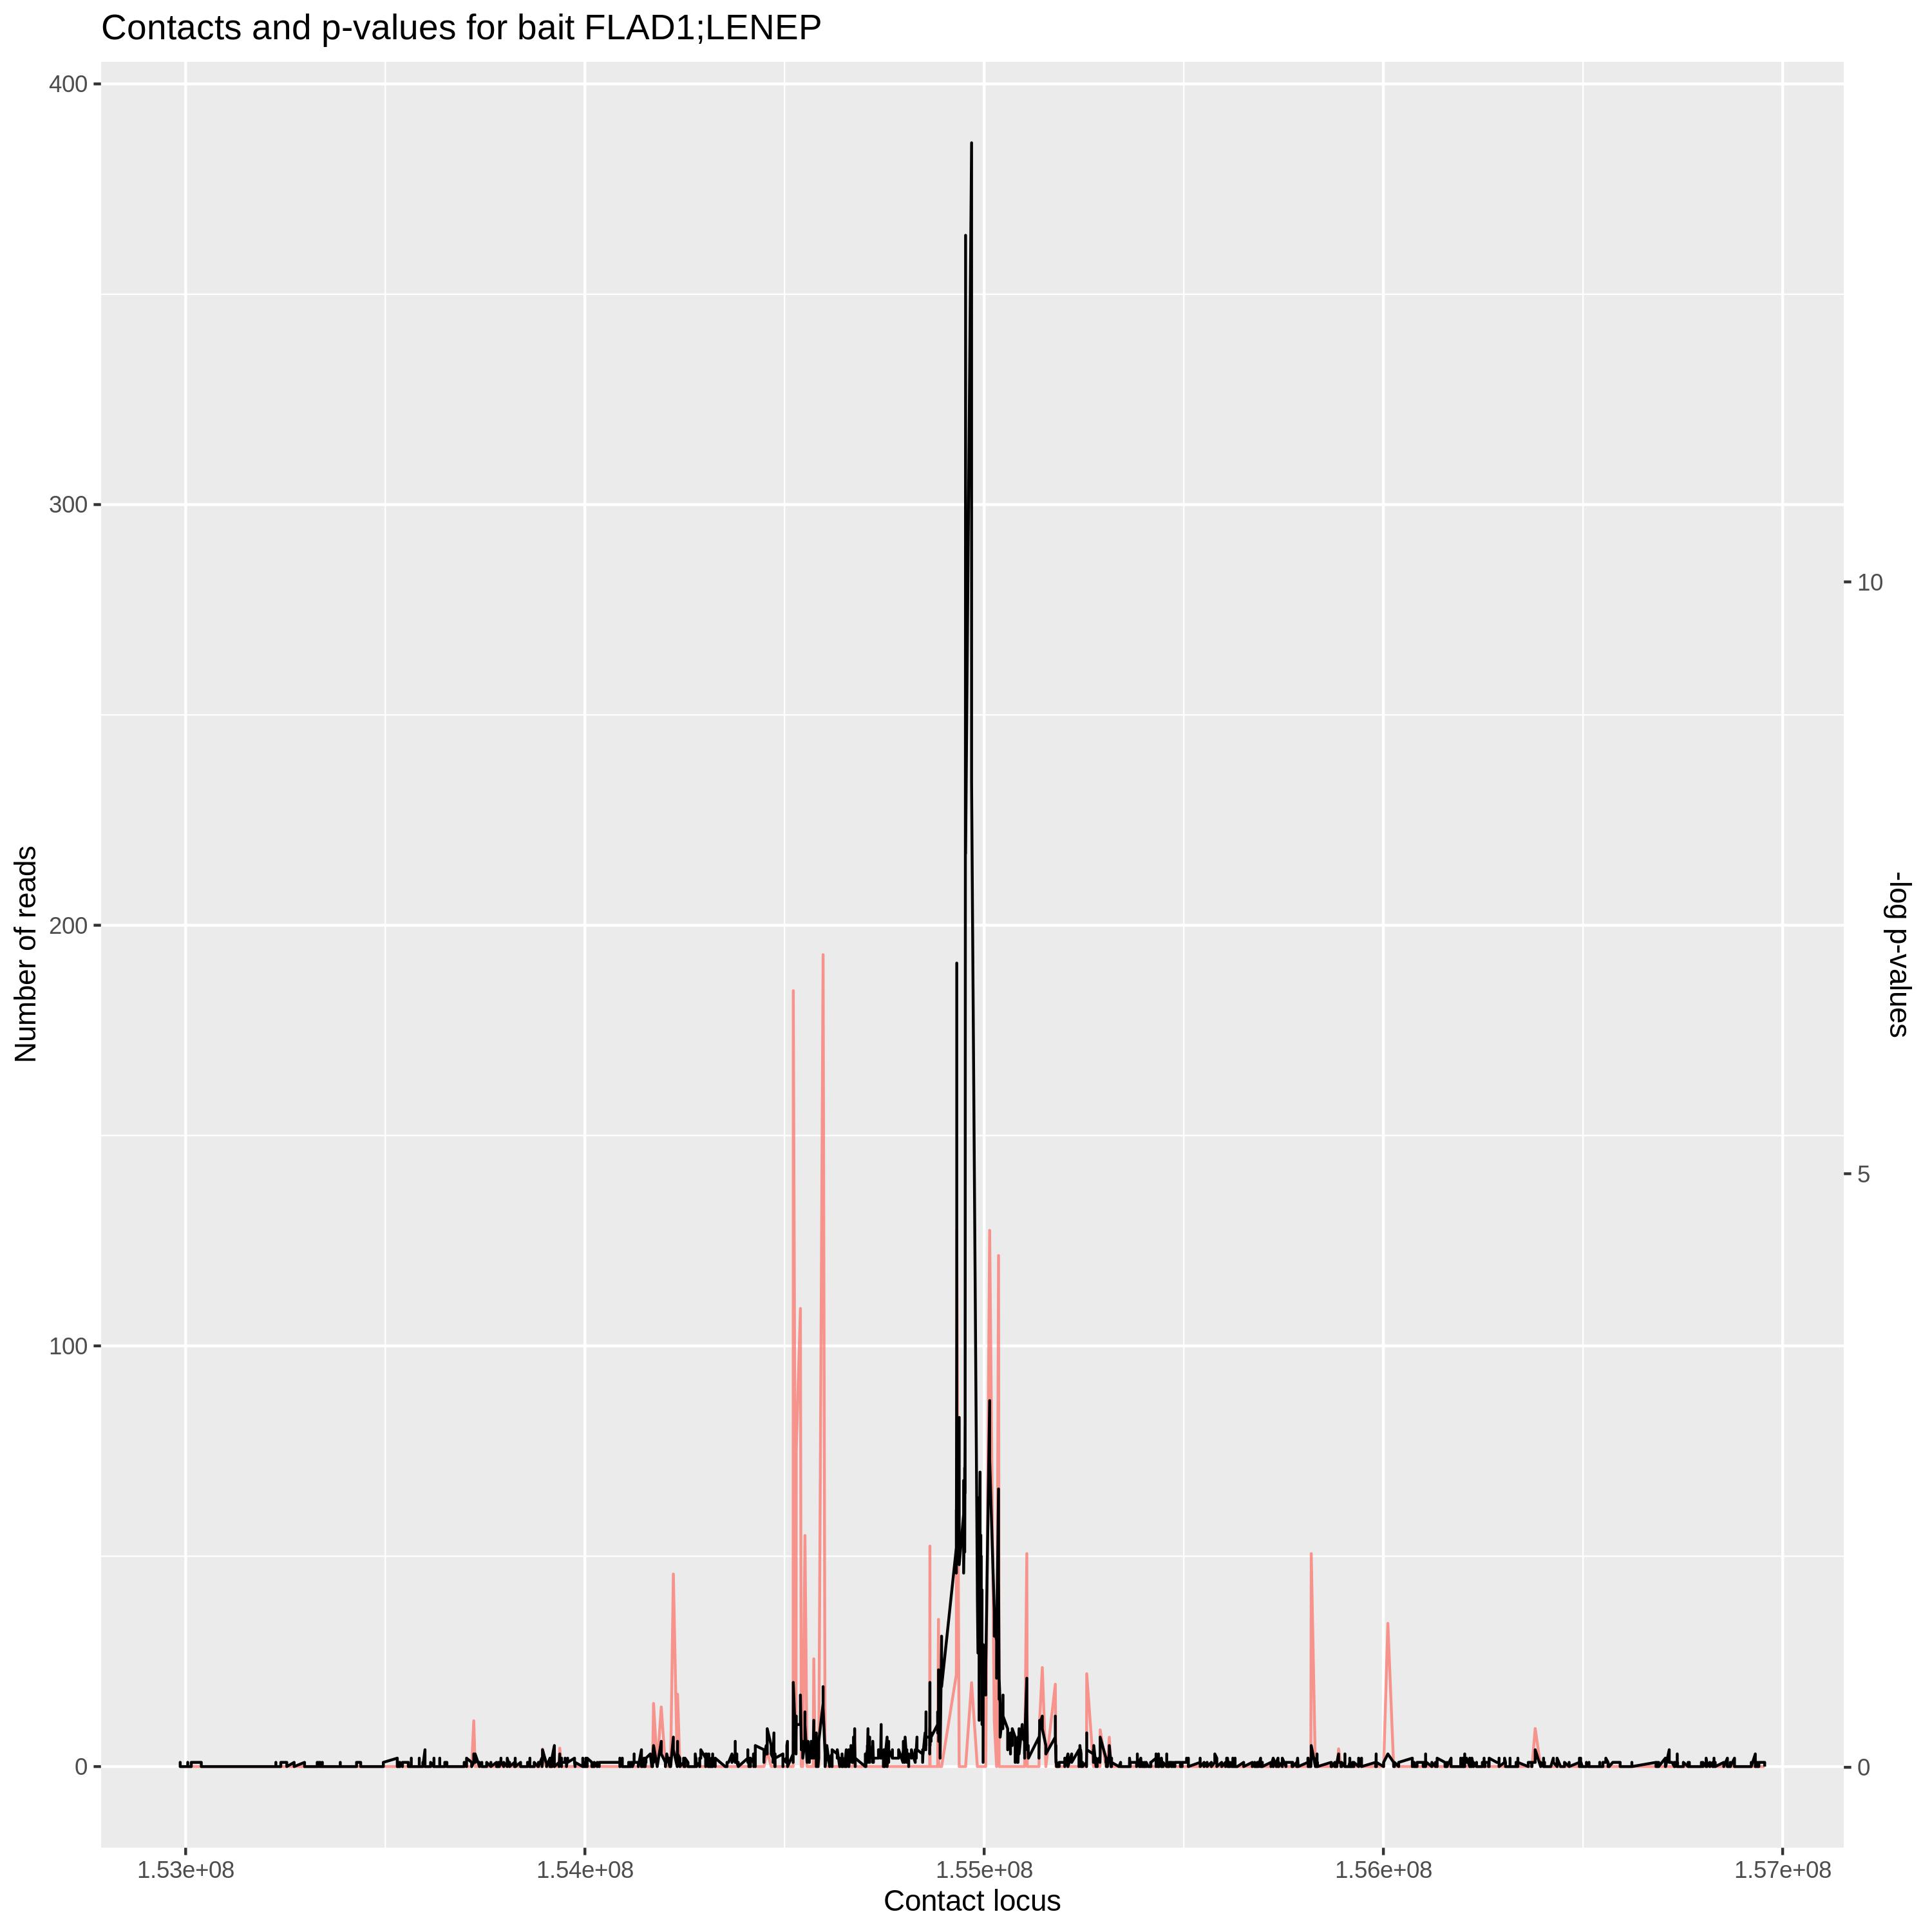 Contacts and p-values for bait FLAD1;LENEP
400
300
200
100
0
Number of reads
10
5
0
-log p-values
1.53e+08
1.54e+08
1.55e+08
1.56e+08
1.57e+08
Contact locus